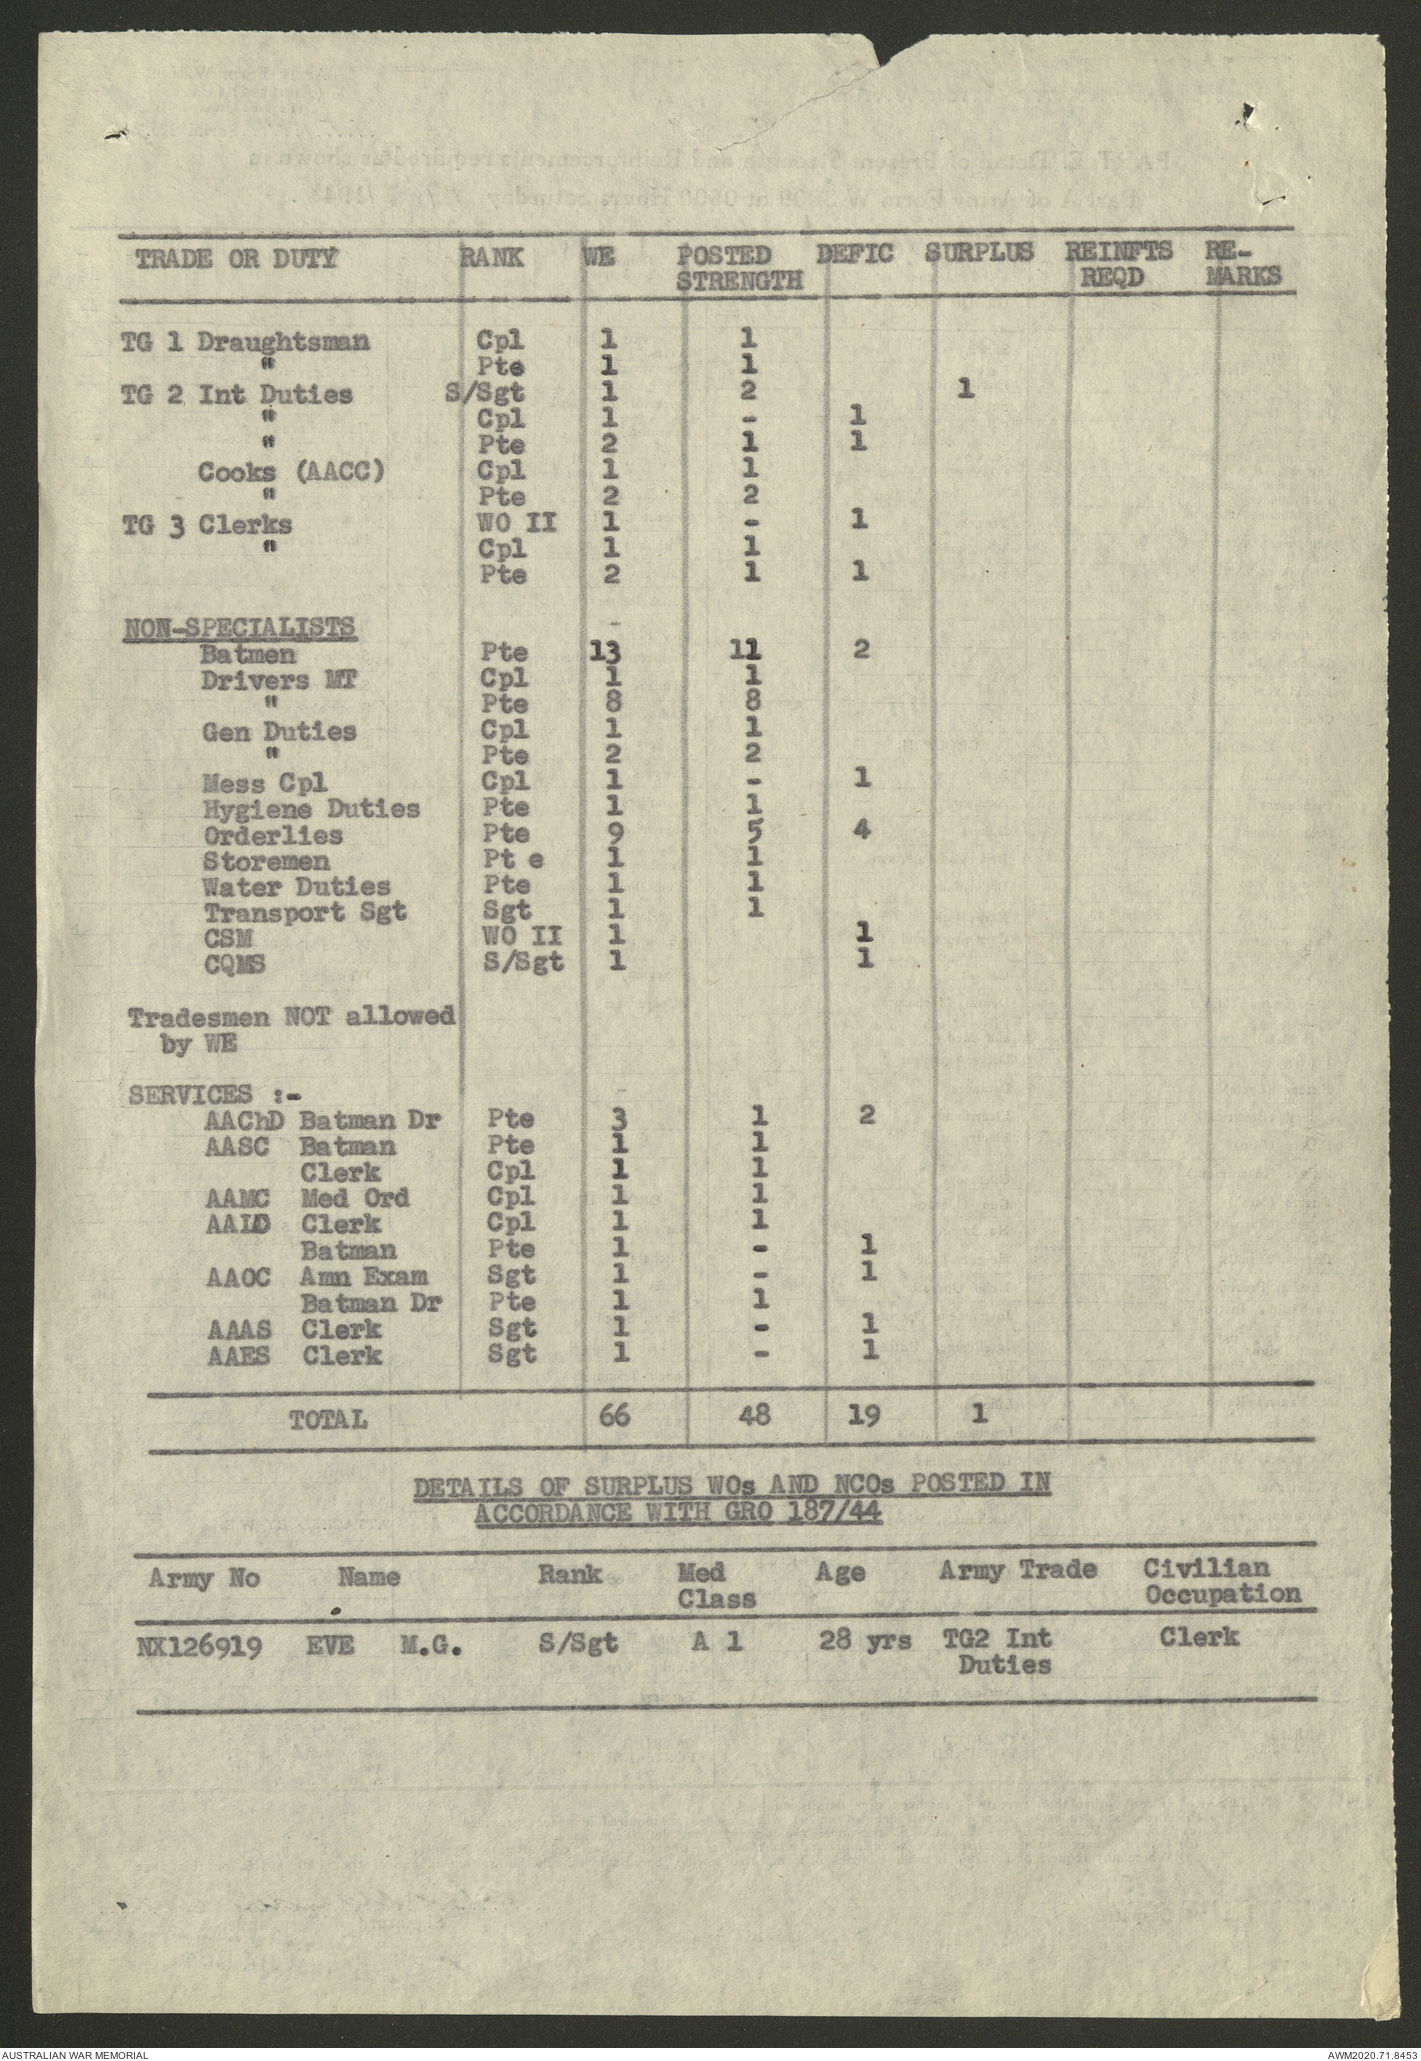 TRADE OR DUTY RANK WE POSTED DEFIC SURPLUS REINFTS RE-
STRENGTH REQD MARKS
TG 1 Draughtsman Cpl 1 1
" Pte 1 1
TG 2 Int Duties S/Sgt 1 2 1
" Cpl 1 - 1
" Pte 2 1 1
Cooks (AACC) Cpl 1 1
" Pte 2 2
TG 3 Clerks WO II 1 - 1
" Cpl 1 1
Pte 2 1 1
NON-SPECIALISTS
Batmen Pte 13 11 2
Drivers MT Cpl 1 1
" Pte 8 8
Gen Duties Cpl 1 1
" Pte 2 2
Mess Cpl Cpl 1 - 1
Hygiene Duties Pte 1 1
Orderlies Pte 9 5 4
Storemen Pt e 1 1
Water Duties Pte 1 1
Transport Sgt Sgt 1 1
CSM WO II 1 1
CQMS S/Sgt 1 1
Tradesmen NOT allowed
by WE
SERVICES :-
AAChD Batman Dr Pte 3 1 2
AASC Batman Pte 1 1
Clerk Cpl 1 1
AAMC Med Ord Cpl 1 1
AALD Clerk Cpl 1 1
Batman Pte 1 - 1
AAOC Amn Exam Sgt 1 - 1
Batman Dr Pte 1 1
AAAS Clerk Sgt 1 - 1
AAES Clerk Sgt 1 - 1
TOTAL 66 48 19 1
DETAILS OF SURPLUS WOs AND NCOs POSTED IN
ACCORDANCE WITH GRO 187/44
Army No Name Rank Med Age Army Trade Civilian
Class Occupation
NX126919 EVE M.G. S/Sgt A 1 28 yrs TG2 Int Clerk
Duties
AUSTRALIAN WAR MEMORIAL AWM2020.71.8453